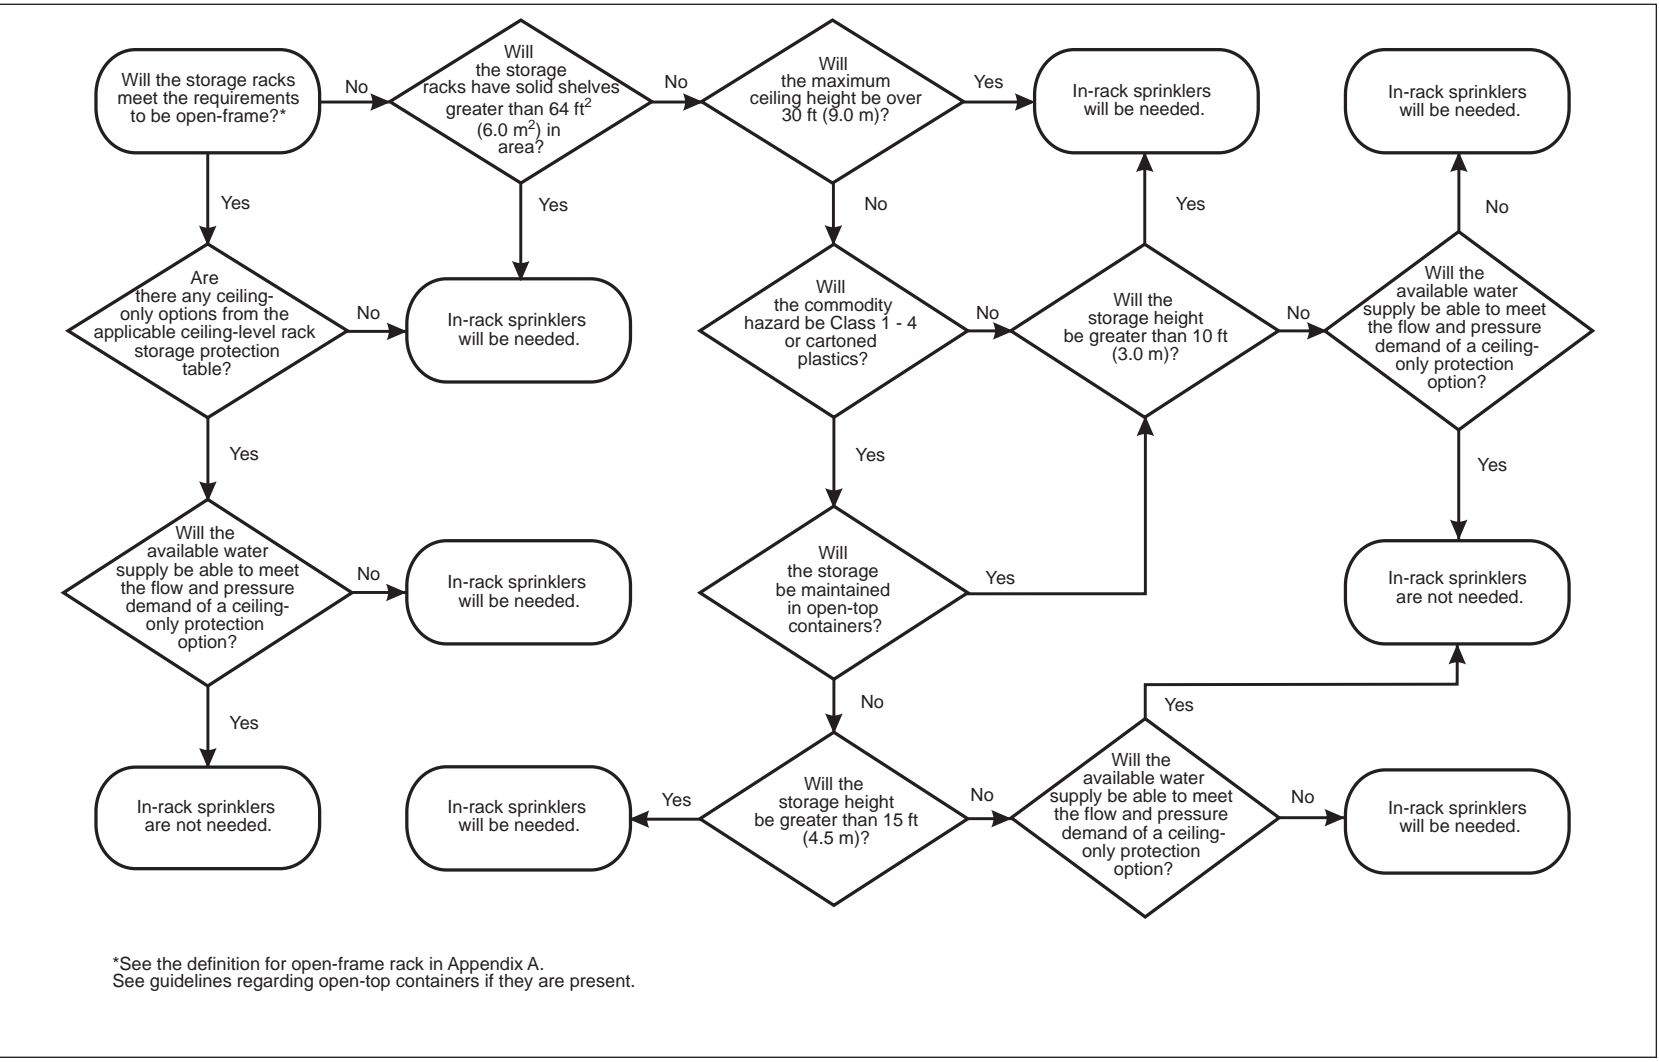 Will the storage racks
meet the requirements
to be open-frame?*
No
Will
the storage
racks have solid shelves
greater than 64 ft2
(6.0 m2) in
area?
No
Will
the maximum
ceiling height be over
30 ft (9.0 m)?
Yes
In-rack sprinklers
will be needed.
In-rack sprinklers
will be needed.
Yes
Yes
No
Yes
No
Are
there any ceiling-
only options from the
applicable ceiling-level rack
storage protection
table?
No
In-rack sprinklers
will be needed.
Will
the commodity
hazard be Class 1 - 4
or cartoned
plastics?
No
Will the
storage height
be greater than 10 ft
(3.0 m)?
No
Will the
available water
supply be able to meet
the flow and pressure
demand of a ceiling-
only protection
option?
Yes
Yes
Yes
Will the
available water
supply be able to meet
the flow and pressure
demand of a ceiling-
only protection
option?
No
In-rack sprinklers
will be needed.
Will
the storage
be maintained
in open-top
containers?
Yes
In-rack sprinklers
are not needed.
Yes
No
Yes
In-rack sprinklers
are not needed.
In-rack sprinklers
will be needed.
Yes
Will the
storage height
be greater than 15 ft
(4.5 m)?
No
Will the
available water
supply be able to meet
the flow and pressure
demand of a ceiling-
only protection
option?
No
In-rack sprinklers
will be needed.
*See the definition for open-frame rack in Appendix A.
See guidelines regarding open-top containers if they are present.